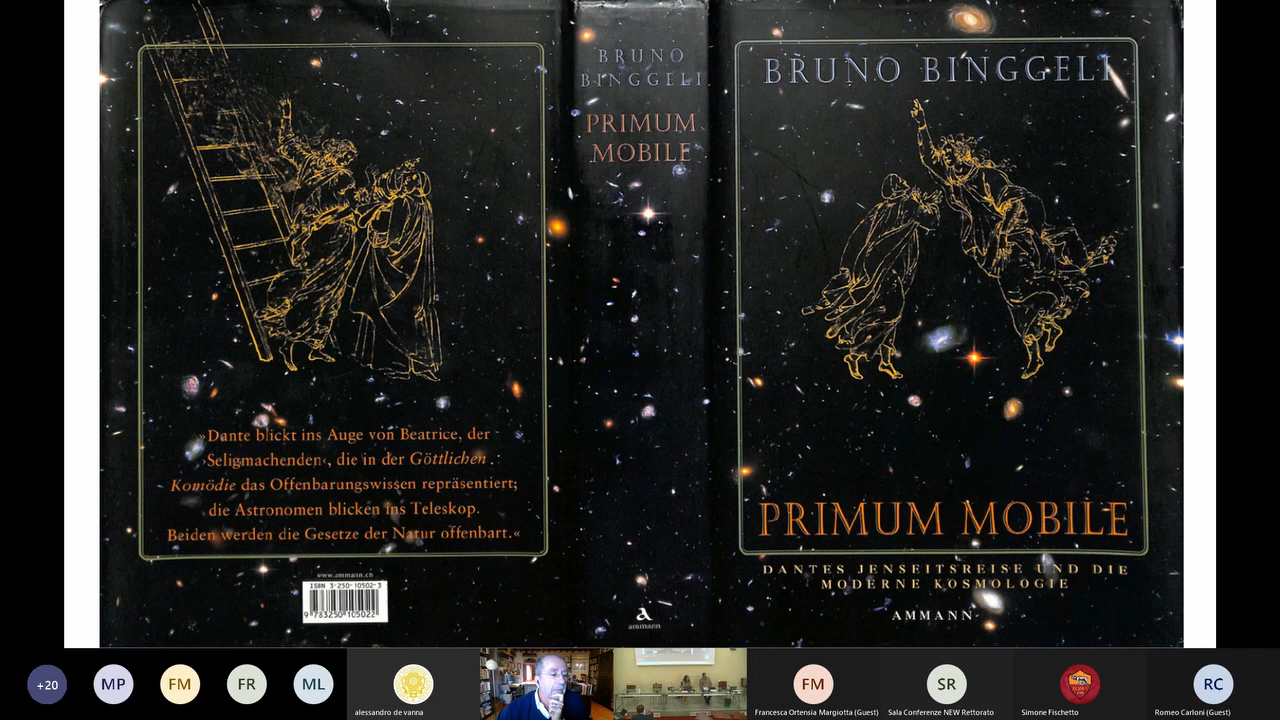 »Dante blickt ins Auge von Beatrice, der
›Seligmachenden‹, die in der Göttlichen
Komödie das Offenbarungswissen repräsentiert;
die Astronomen blicken ins Teleskop.
Beiden werden die Gesetze der Natur offenbart.«
www.ammann.ch
ISBN 3-250-10502-3
9 783250 105022
BRUNO
BINGGELI
PRIMUM
MOBILE
a
ammann
BRUNO BINGGELI
PRIMUM MOBILE
DANTES JENSEITSREISE UND DIE
MODERNE KOSMOLOGIE
AMMANN
+20
MP
FM
FR
ML
alessandro de vanna
FM
Francesca Ortensia Margiotta (Guest)
SR
Sala Conferenze NEW Rettorato
Simone Fischetto
RC
Romeo Carloni (Guest)